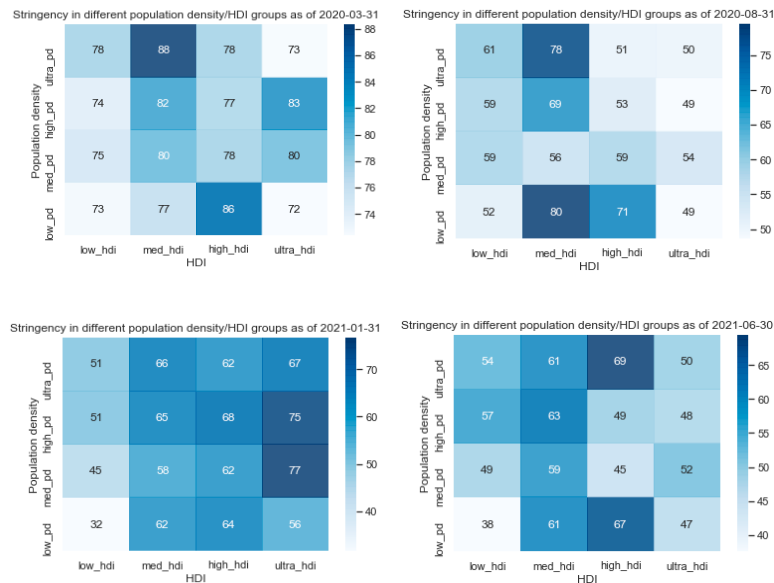 Stringency in different population density/HDI groups as of 2020-03-31
Population density
ultra_pd
high_pd
med_pd
low_pd
78 88 78 73
74 82 77 83
75 80 78 80
73 77 86 72
low_hdi med_hdi high_hdi ultra_hdi
HDI
88
86
84
82
80
78
76
74
Stringency in different population density/HDI groups as of 2020-08-31
Population density
ultra_pd
high_pd
med_pd
low_pd
61 78 51 50
59 69 53 49
59 56 59 54
52 80 71 49
low_hdi med_hdi high_hdi ultra_hdi
HDI
75
70
65
60
55
50
Stringency in different population density/HDI groups as of 2021-01-31
Population density
ultra_pd
high_pd
med_pd
low_pd
51 66 62 67
51 65 68 75
45 58 62 77
32 62 64 56
low_hdi med_hdi high_hdi ultra_hdi
HDI
70
60
50
40
Stringency in different population density/HDI groups as of 2021-06-30
Population density
ultra_pd
high_pd
med_pd
low_pd
54 61 69 50
57 63 49 48
49 59 45 52
38 61 67 47
low_hdi med_hdi high_hdi ultra_hdi
HDI
65
60
55
50
45
40